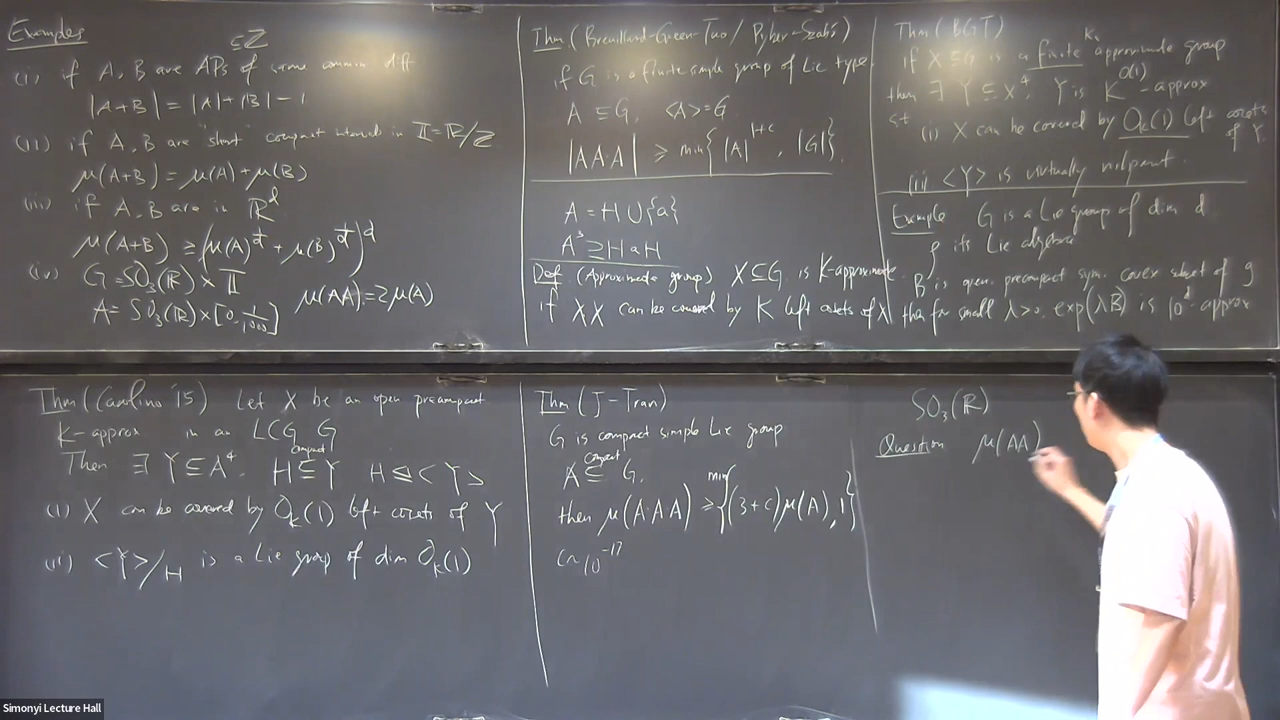 Examples
(i) if A, B are APs of same common diff
⊆ ℤ
|A+B| = |A|+|B|-1
(ii) if A, B are "short" compact intervals in 𝕋=ℝ/ℤ
μ(A+B) = μ(A)+μ(B)
(iii) if A, B are in ℝ^d
μ(A+B) ≥ (μ(A)^{1/d} + μ(B)^{1/d})^d
(iv) G = SO₃(ℝ) × 𝕋
A = SO₃(ℝ) × [0, 1/1000]
μ(AA) = 2μ(A)
Thm (Breuillard-Green-Tao / Pyber-Szabó)
if G is a finite simple group of Lie type,
A ⊆ G, <A> = G
|AAA| ≥ min{|A|^{1+c}, |G|}.
A = H ∪ {a}
A³ ⊇ HaH
Def (Approximate group) X ⊆ G is K-approximate
if XX can be covered by K left cosets of X
Thm (BGT)
if X ⊆ G is a finite K-approximate group
then ∃ Y ⊆ X⁴, Y is K^{O(1)}-approx
st
(i) X can be covered by O_K(1) left cosets of Y.
(ii) <Y> is virtually nilpotent.
Example G is a Lie group of dim d
g its Lie algebra
B is open precompact sym. covex subset of g
then for small λ>0, exp(λB) is 10^d-approx
Thm (Carolino '15) Let X be an open precompact
K-approx in an LCG G
Then ∃ Y ⊆ A⁴, H ⊆ Y H ⊴ <Y>
compact
(i) X can be covered by O_K(1) left cosets of Y
(ii) <Y>/H is a Lie group of dim O_K(1)
Thm (J-Tran)
G is compact simple Lie group
compact
A ⊆ G,
then μ(AAA) ≥ min{(3+c)μ(A), 1}
c ~ 10^{-17}
SO₃(ℝ)
Question μ(AA)
Simonyi Lecture Hall